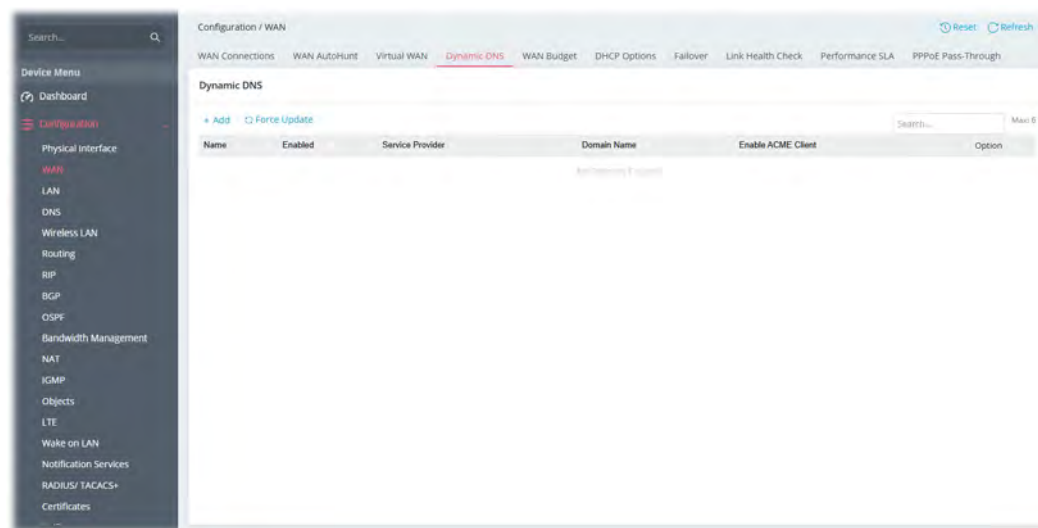 Search...
Device Menu
Dashboard
Configuration
Physical Interface
WAN
LAN
DNS
Wireless LAN
Routing
RIP
BGP
OSPF
Bandwidth Management
NAT
IGMP
Objects
LTE
Wake on LAN
Notification Services
RADIUS/ TACACS+
Certificates
Configuration / WAN
Reset Refresh
WAN Connections WAN AutoHunt Virtual WAN Dynamic DNS WAN Budget DHCP Options Failover Link Health Check Performance SLA PPPoE Pass-Through
Dynamic DNS
+ Add Force Update Search... Max: 8
Name Enabled Service Provider Domain Name Enable ACME Client Option